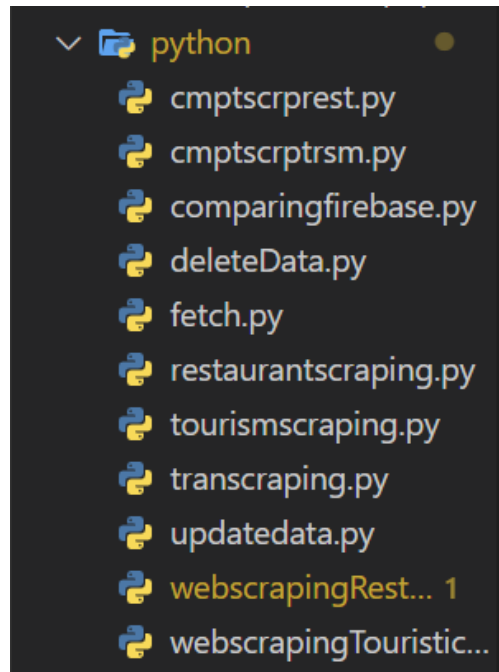 python
cmptscrprest.py
cmptscrptrsm.py
comparingfirebase.py
deleteData.py
fetch.py
restaurantscraping.py
tourismscraping.py
transcraping.py
updatedata.py
webscrapingRest... 1
webscrapingTouristic...